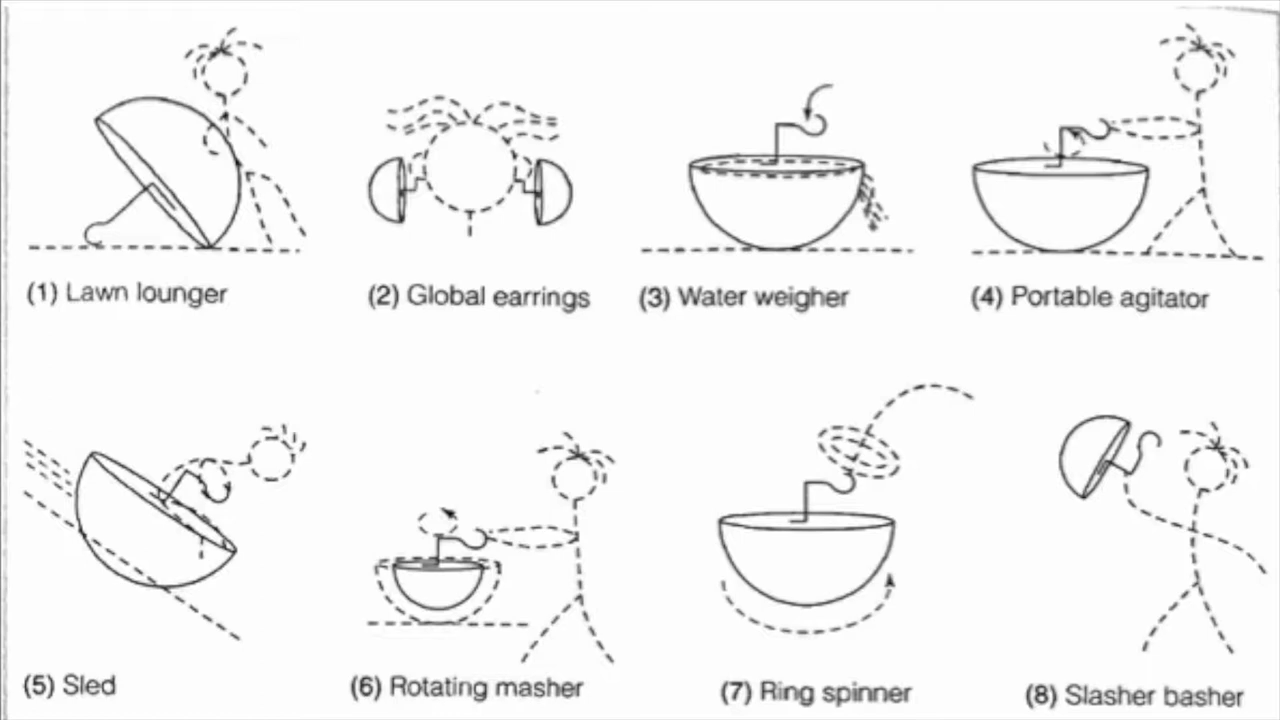 (1) Lawn lounger
(2) Global earrings
(3) Water weigher
(4) Portable agitator
(5) Sled
(6) Rotating masher
(7) Ring spinner
(8) Slasher basher